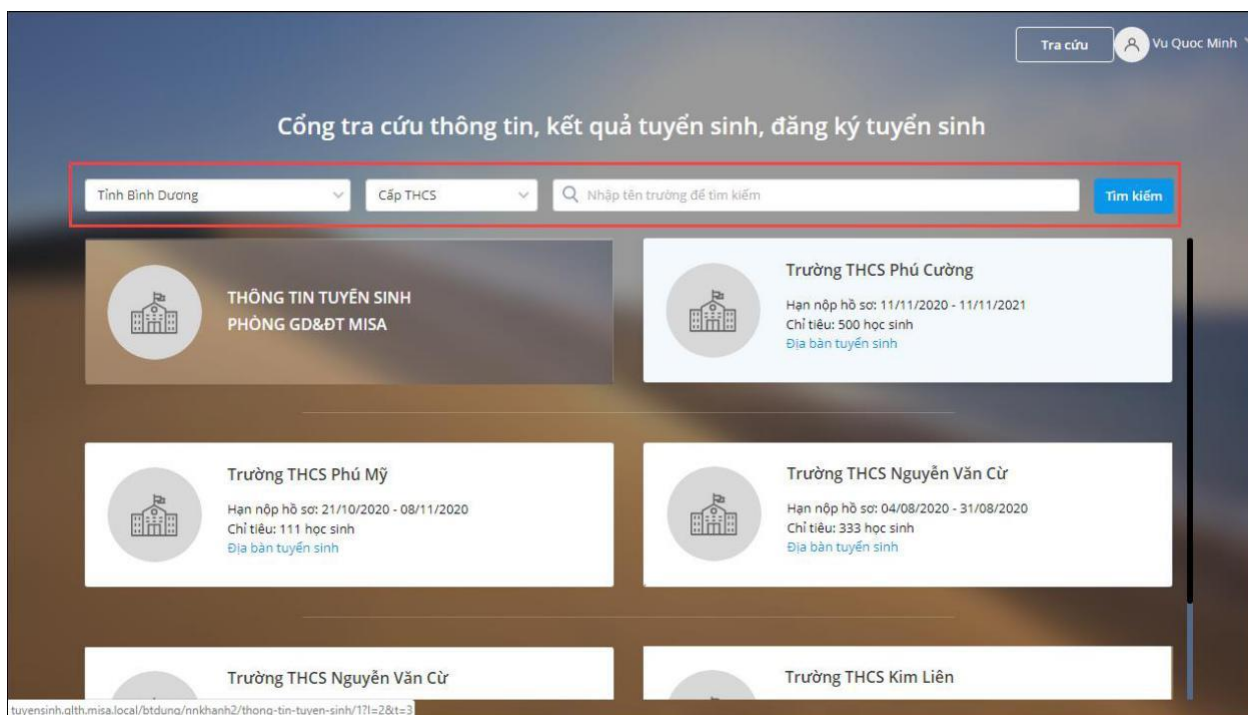 Tra cứu
Vu Quoc Minh
Cổng tra cứu thông tin, kết quả tuyển sinh, đăng ký tuyển sinh
Tỉnh Bình Dương
Cấp THCS
Nhập tên trường để tìm kiếm
Tìm kiếm
THÔNG TIN TUYỂN SINH
PHÒNG GD&ĐT MISA
Trường THCS Phú Cường
Hạn nộp hồ sơ: 11/11/2020 - 11/11/2021
Chỉ tiêu: 500 học sinh
Địa bàn tuyển sinh
Trường THCS Phú Mỹ
Hạn nộp hồ sơ: 21/10/2020 - 08/11/2020
Chỉ tiêu: 111 học sinh
Địa bàn tuyển sinh
Trường THCS Nguyễn Văn Cừ
Hạn nộp hồ sơ: 04/08/2020 - 31/08/2020
Chỉ tiêu: 333 học sinh
Địa bàn tuyển sinh
Trường THCS Nguyễn Văn Cừ
Trường THCS Kim Liên
tuyensinh.qlth.misa.local/btdung/nnkhanh2/thong-tin-tuyen-sinh/1?l=2&t=3